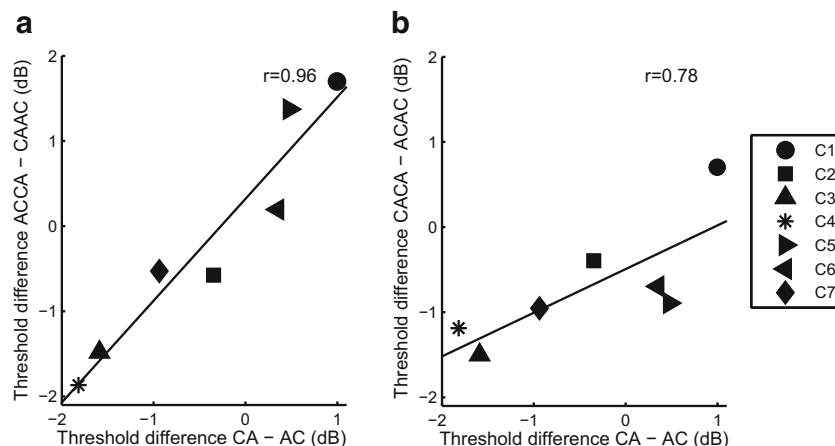 a
Threshold difference ACCA − CAAC (dB)
2
1
0
−1
−2
r=0.96
−2
−1
0
1
Threshold difference CA − AC (dB)
b
Threshold difference CACA − ACAC (dB)
2
1
0
−1
−2
r=0.78
−2
−1
0
1
Threshold difference CA − AC (dB)
C1
C2
C3
C4
C5
C6
C7